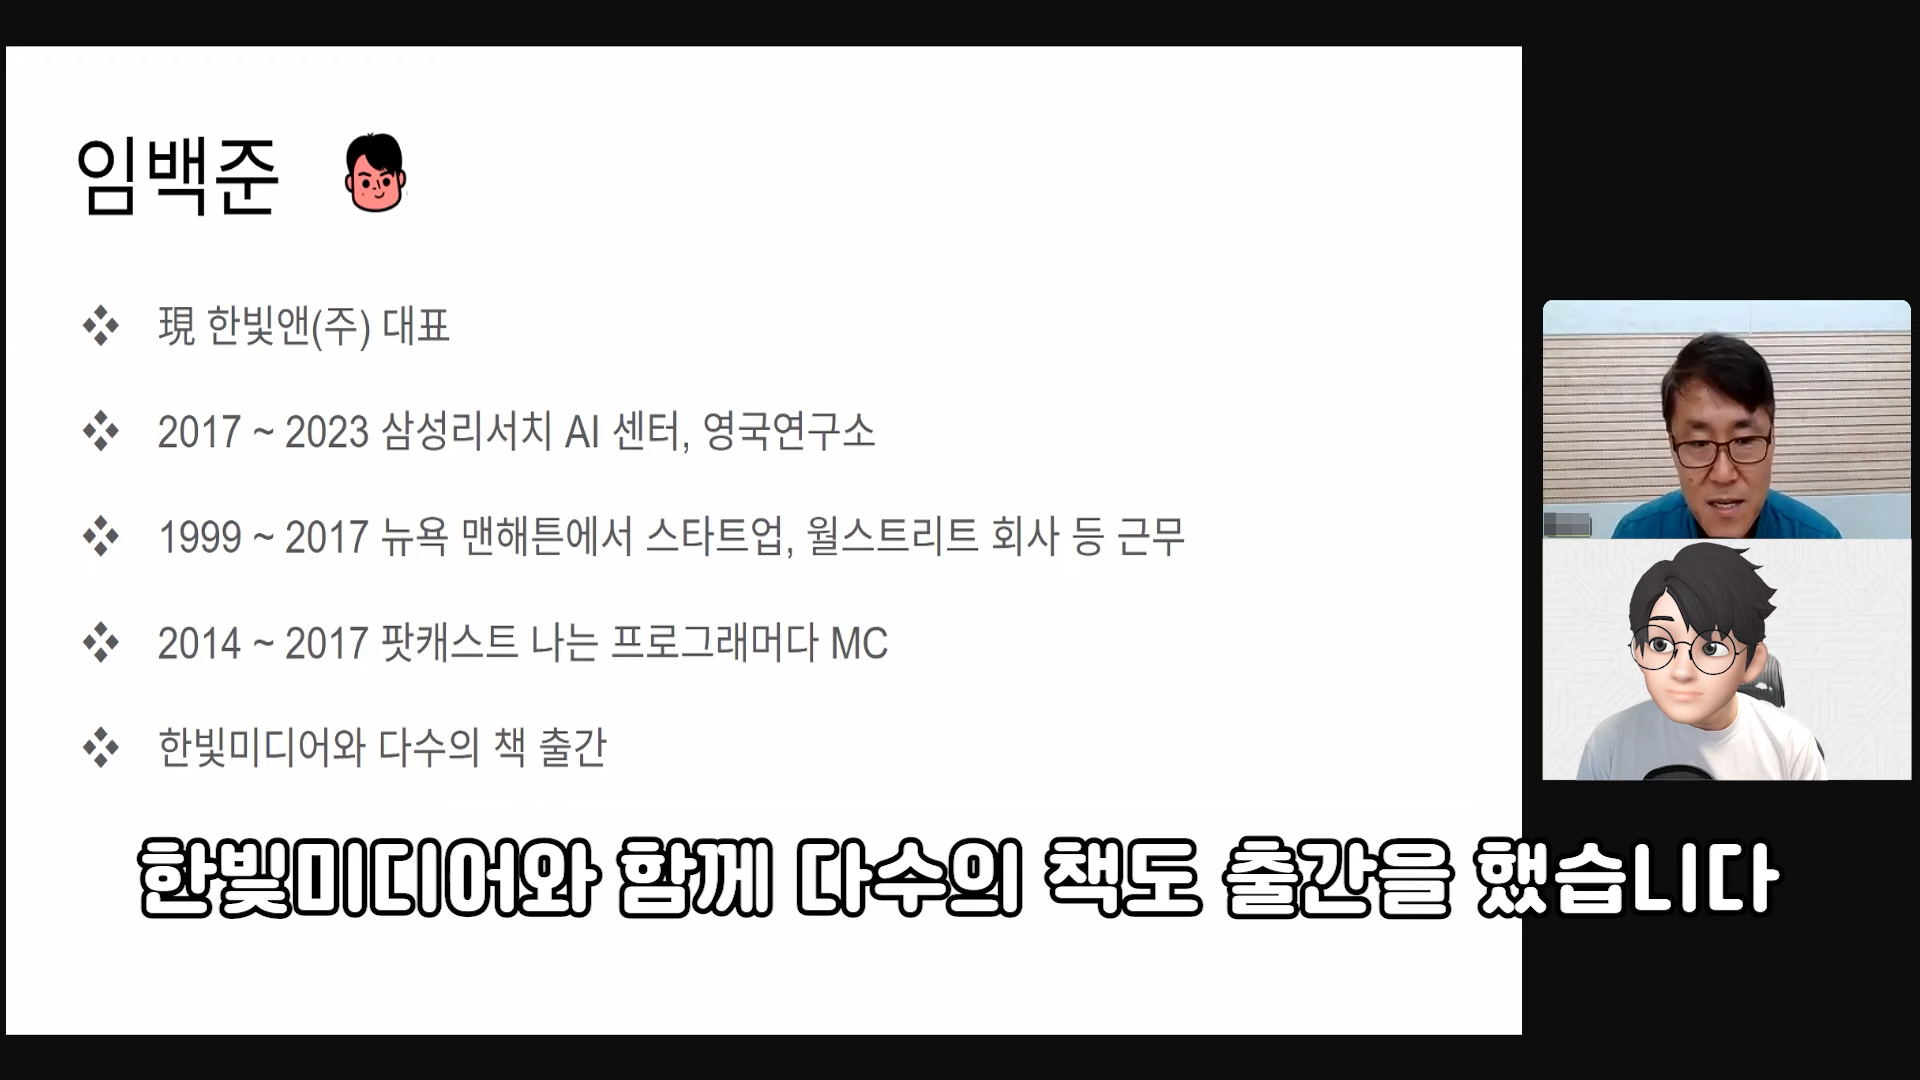 임백준
現 한빛앤(주) 대표
2017 ~ 2023 삼성리서치 AI 센터, 영국연구소
1999 ~ 2017 뉴욕 맨해튼에서 스타트업, 월스트리트 회사 등 근무
2014 ~ 2017 팟캐스트 나는 프로그래머다 MC
한빛미디어와 다수의 책 출간
한빛미디어와 함께 다수의 책도 출간을 했습니다